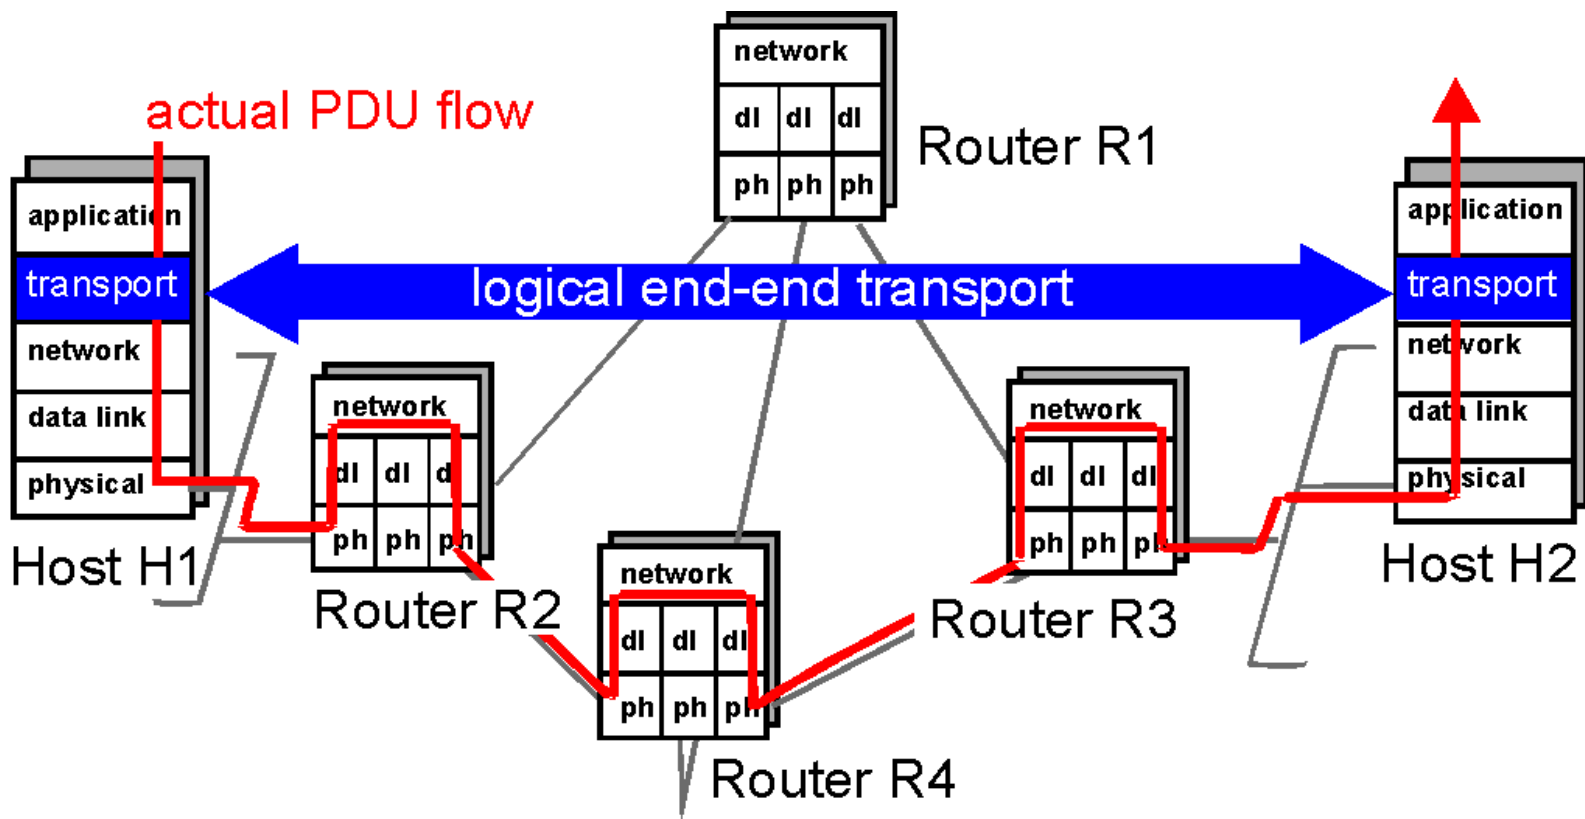 network
dl dl dl
ph ph ph
Router R1
actual PDU flow
application
transport
network
data link
physical
Host H1
logical end-end transport
application
transport
network
data link
physical
Host H2
network
dl dl dl
ph ph ph
Router R2
network
dl dl dl
ph ph ph
Router R3
network
dl dl dl
ph ph ph
Router R4